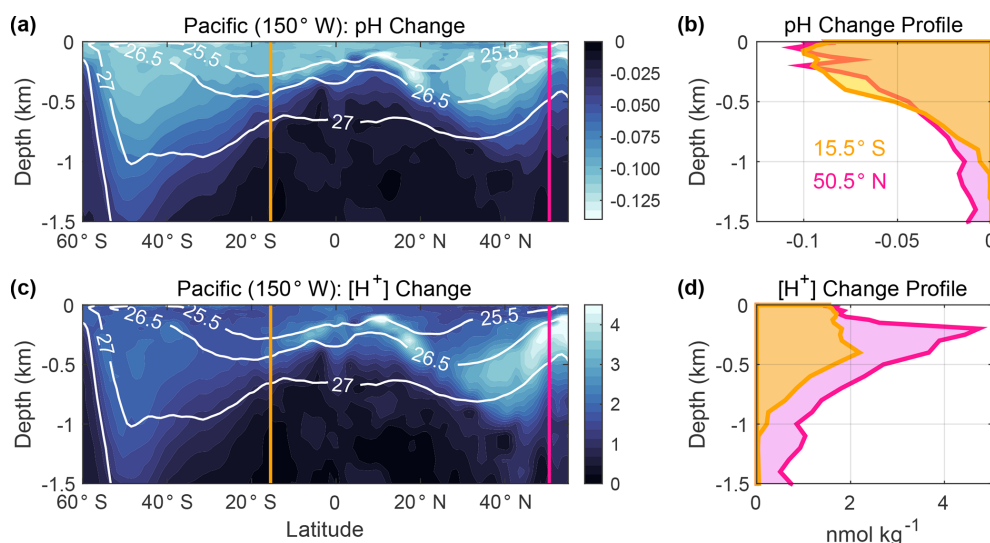 (a) Pacific (150° W): pH Change
0
-0.5
-1
-1.5
Depth (km)
25.5
25.5
26.5
26.5
27
27
60° S 40° S 20° S 0 20° N 40° N
0
-0.025
-0.050
-0.075
-0.100
-0.125
(b) pH Change Profile
0
-0.5
-1
-1.5
Depth (km)
15.5° S
50.5° N
-0.1 -0.05 0
(c) Pacific (150° W): [H+] Change
0
-0.5
-1
-1.5
Depth (km)
25.5
25.5
26.5
26.5
27
27
60° S 40° S 20° S 0 20° N 40° N
Latitude
4
3
2
1
0
(d) [H+] Change Profile
0
-0.5
-1
-1.5
Depth (km)
0 2 4
nmol kg-1